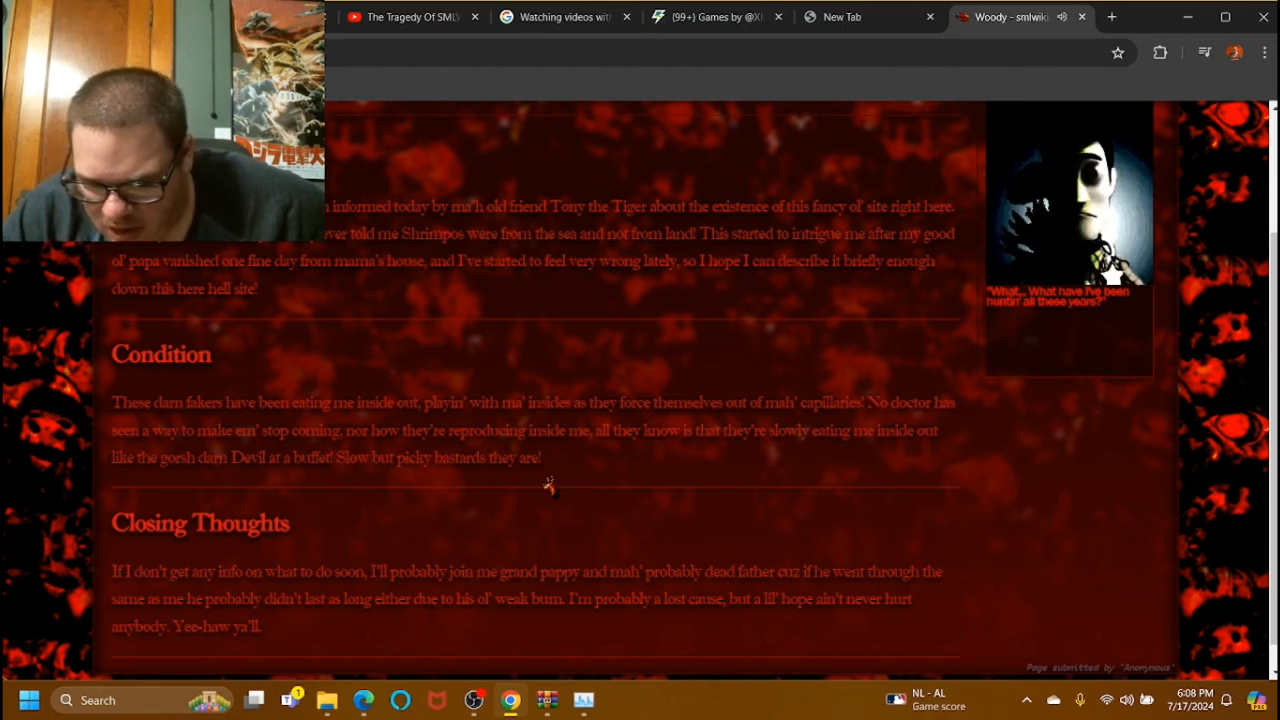 The Tragedy Of SMLW
Watching videos with
(99+) Games by @X
New Tab
Woody - smlwiki
n informed today by ma'h old friend Tony the Tiger about the existence of this fancy ol' site right here.
ever told me Shrimpos were from the sea and not from land! This started to intrigue me after my good
ol' papa vanished one fine day from mama's house, and I've started to feel very wrong lately, so I hope I can describe it briefly enough
down this here hell site!
"What... What have I've been
huntin' all these years?"
Condition
These darn fakers have been eating me inside out, playin' with ma' insides as they force themselves out of mah' capillaries! No doctor has
seen a way to make em' stop coming, nor how they're reproducing inside me, all they know is that they're slowly eating me inside out
like the gorsh darn Devil at a buffet! Slow but picky bastards they are!
Closing Thoughts
If I don't get any info on what to do soon, I'll probably join me grand pappy and mah' probably dead father cuz if he went through the
same as me he probably didn't last as long either due to his ol' weak bum. I'm probably a lost cause, but a lil' hope ain't never hurt
anybody. Yee-haw ya'll.
Page submitted by 'Anonymous'
Search
1
NL - AL
Game score
6:08 PM
7/17/2024